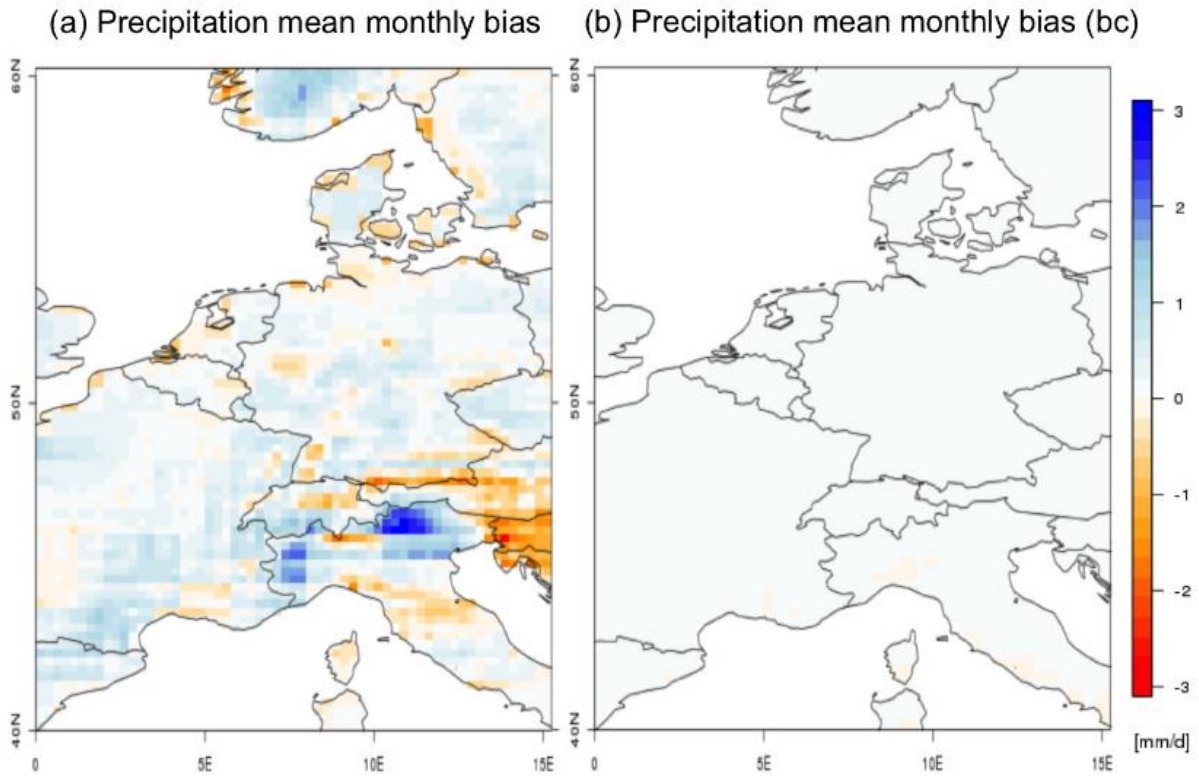 (a) Precipitation mean monthly bias
(b) Precipitation mean monthly bias (bc)
60N
50N
40N
0
5E
10E
15E
60N
50N
40N
0
5E
10E
15E
3
2
1
0
-1
-2
-3
[mm/d]